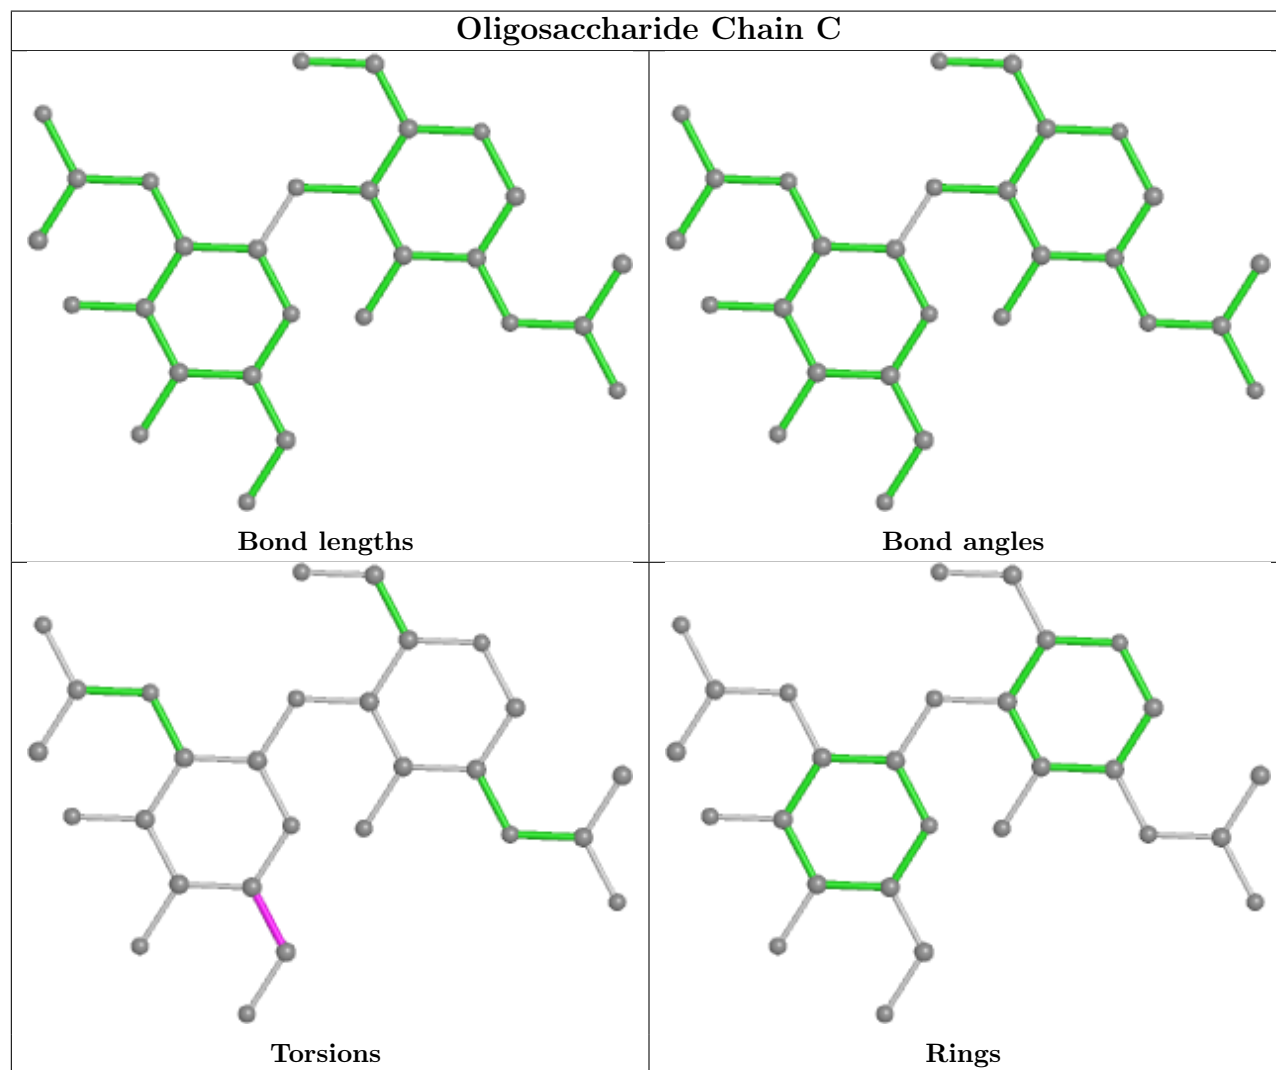 Oligosaccharide Chain C
Bond lengths
Bond angles
Torsions
Rings